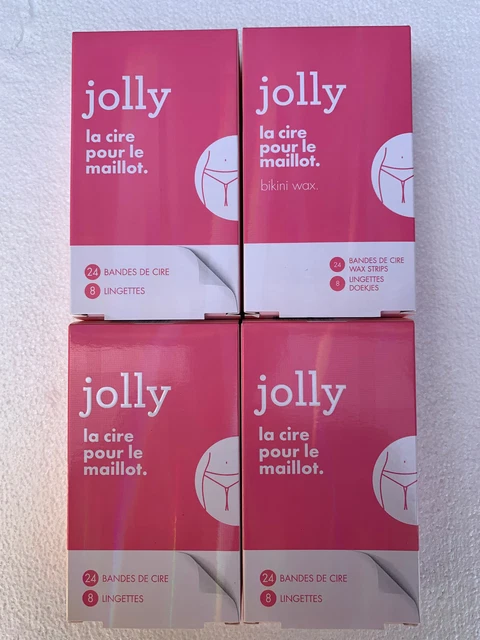 jolly
la cire
pour le
maillot.
24 BANDES DE CIRE
8 LINGETTES
jolly
la cire
pour le
maillot.
bikini wax.
24 BANDES DE CIRE
WAX STRIPS
8 LINGETTES
DOEKJES
jolly
la cire
pour le
maillot.
24 BANDES DE CIRE
8 LINGETTES
jolly
la cire
pour le
maillot.
24 BANDES DE CIRE
8 LINGETTES